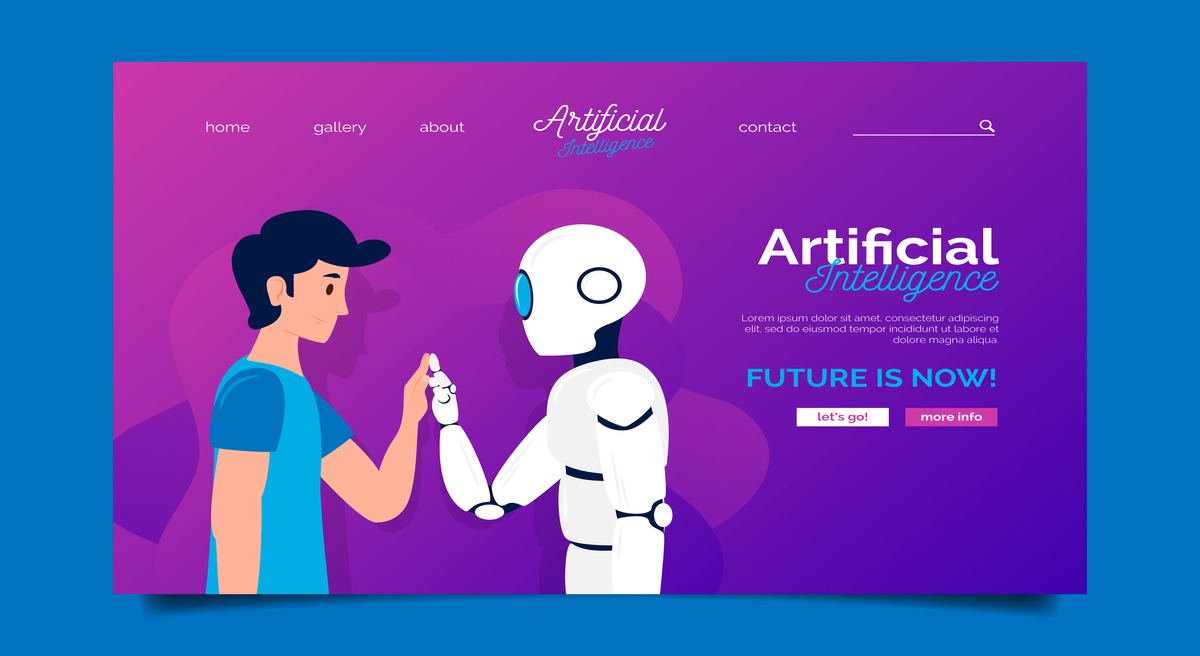 home gallery about Artificial contact
Intelligence
Artificial
Intelligence
Lorem ipsum dolor sit amet, consectetur adipiscing
elit, sed do eiusmod tempor incididunt ut labore et
dolore magna aliqua.
FUTURE IS NOW!
let's go! more info